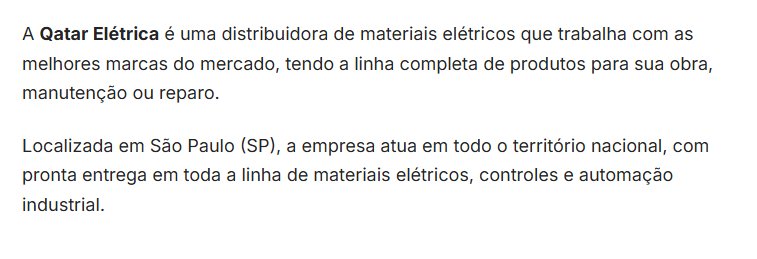 A Qatar Elétrica é uma distribuidora de materiais elétricos que trabalha com as
melhores marcas do mercado, tendo a linha completa de produtos para sua obra,
manutenção ou reparo.
Localizada em São Paulo (SP), a empresa atua em todo o território nacional, com
pronta entrega em toda a linha de materiais elétricos, controles e automação
industrial.